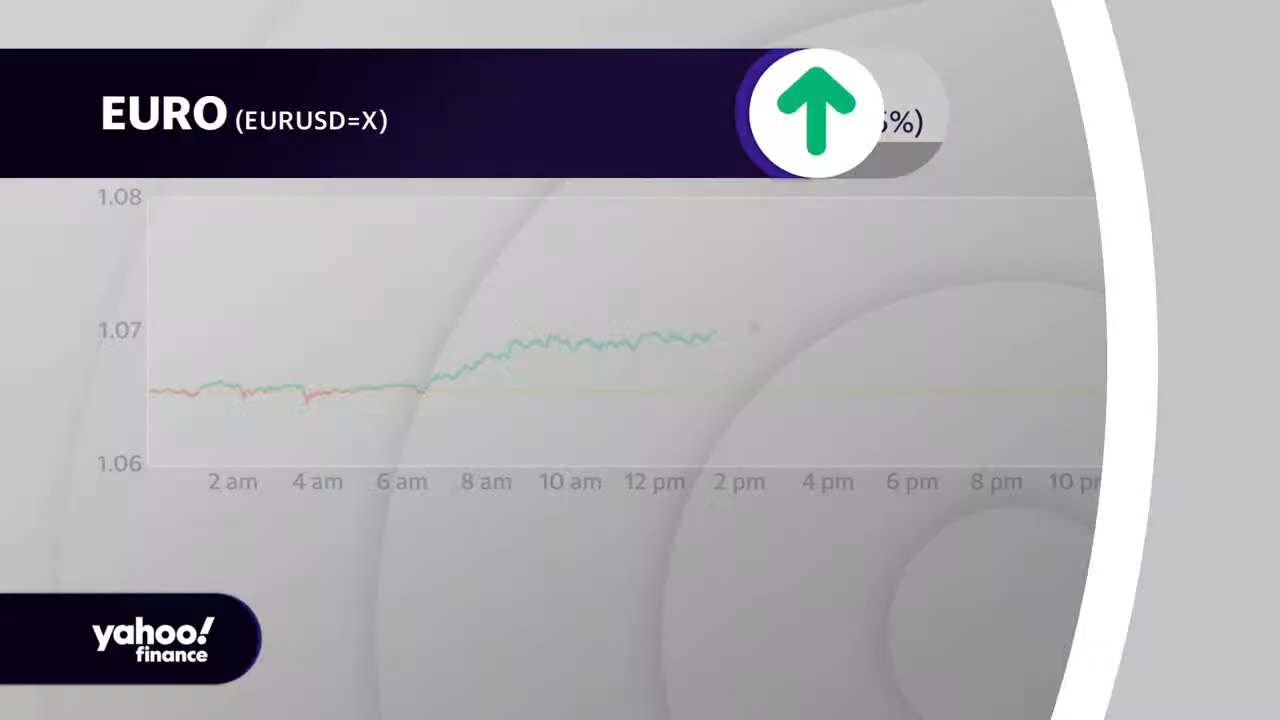 EURO (EURUSD=X)
%)
1.08
1.07
1.06
2 am 4 am 6 am 8 am 10 am 12 pm 2 pm 4 pm 6 pm 8 pm 10
yahoo!
finance